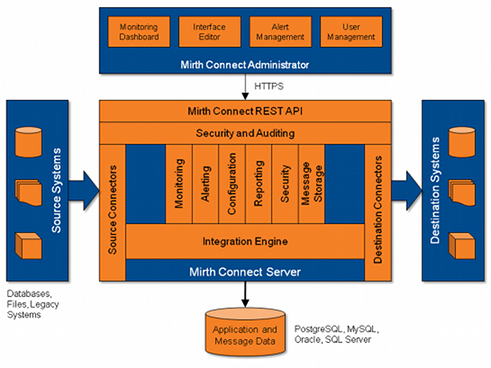 Monitoring
Dashboard
Interface
Editor
Alert
Management
User
Management
Mirth Connect Administrator
HTTPS
Mirth Connect REST API
Security and Auditing
Source Systems
Source Connectors
Monitoring
Alerting
Configuration
Reporting
Security
Message
Storage
Destination Connectors
Destination Systems
Integration Engine
Mirth Connect Server
Databases,
Files, Legacy
Systems
Application and
Message Data
PostgreSQL, MySQL,
Oracle, SQL Server